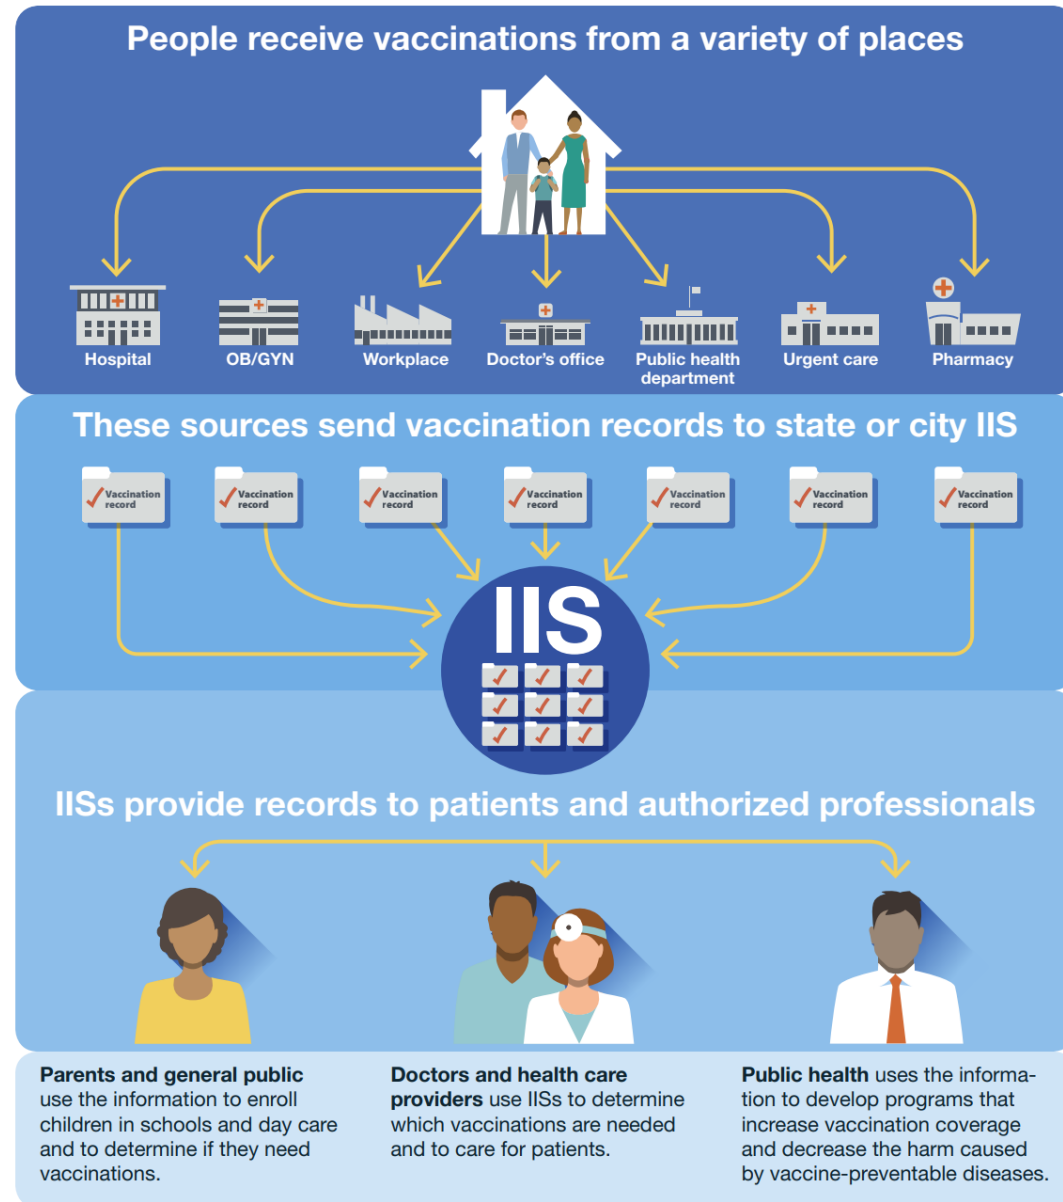 People receive vaccinations from a variety of places
Hospital
OB/GYN
Workplace
Doctor's office
Public health
department
Urgent care
Pharmacy
These sources send vaccination records to state or city IIS
Vaccination
record
Vaccination
record
Vaccination
record
Vaccination
record
Vaccination
record
Vaccination
record
Vaccination
record
IIS
IISs provide records to patients and authorized professionals
Parents and general public
use the information to enroll
children in schools and day care
and to determine if they need
vaccinations.
Doctors and health care
providers use IISs to determine
which vaccinations are needed
and to care for patients.
Public health uses the informa-
tion to develop programs that
increase vaccination coverage
and decrease the harm caused
by vaccine-preventable diseases.